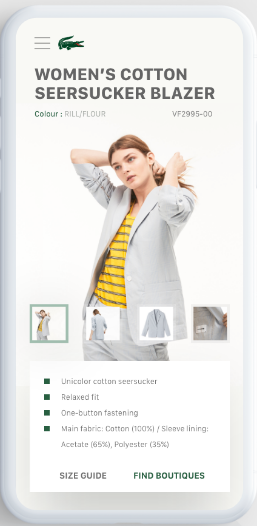 WOMEN'S COTTON
SEERSUCKER BLAZER
Colour : RILL/FLOUR VF2995-00
Unicolor cotton seersucker
Relaxed fit
One-button fastening
Main fabric: Cotton (100%) / Sleeve lining:
Acetate (65%), Polyester (35%)
SIZE GUIDE FIND BOUTIQUES